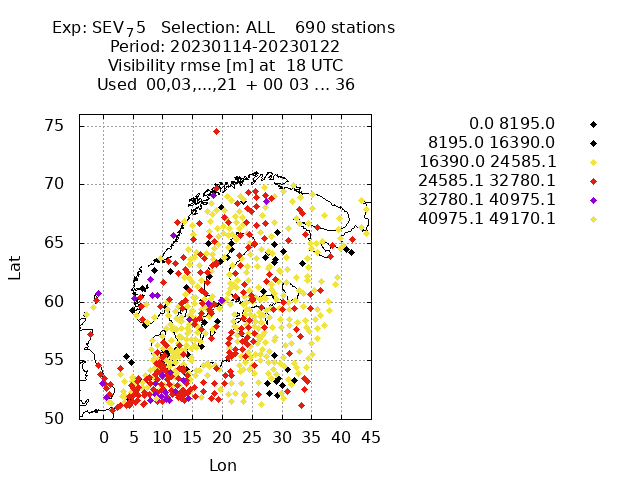 Exp: SEV₇5 Selection: ALL 690 stations
Period: 20230114-20230122
Visibility rmse [m] at 18 UTC
Used 00,03,...,21 + 00 03 ... 36
0.0 8195.0
8195.0 16390.0
16390.0 24585.1
24585.1 32780.1
32780.1 40975.1
40975.1 49170.1
75
70
65
60
55
50
Lat
0 5 10 15 20 25 30 35 40 45
Lon